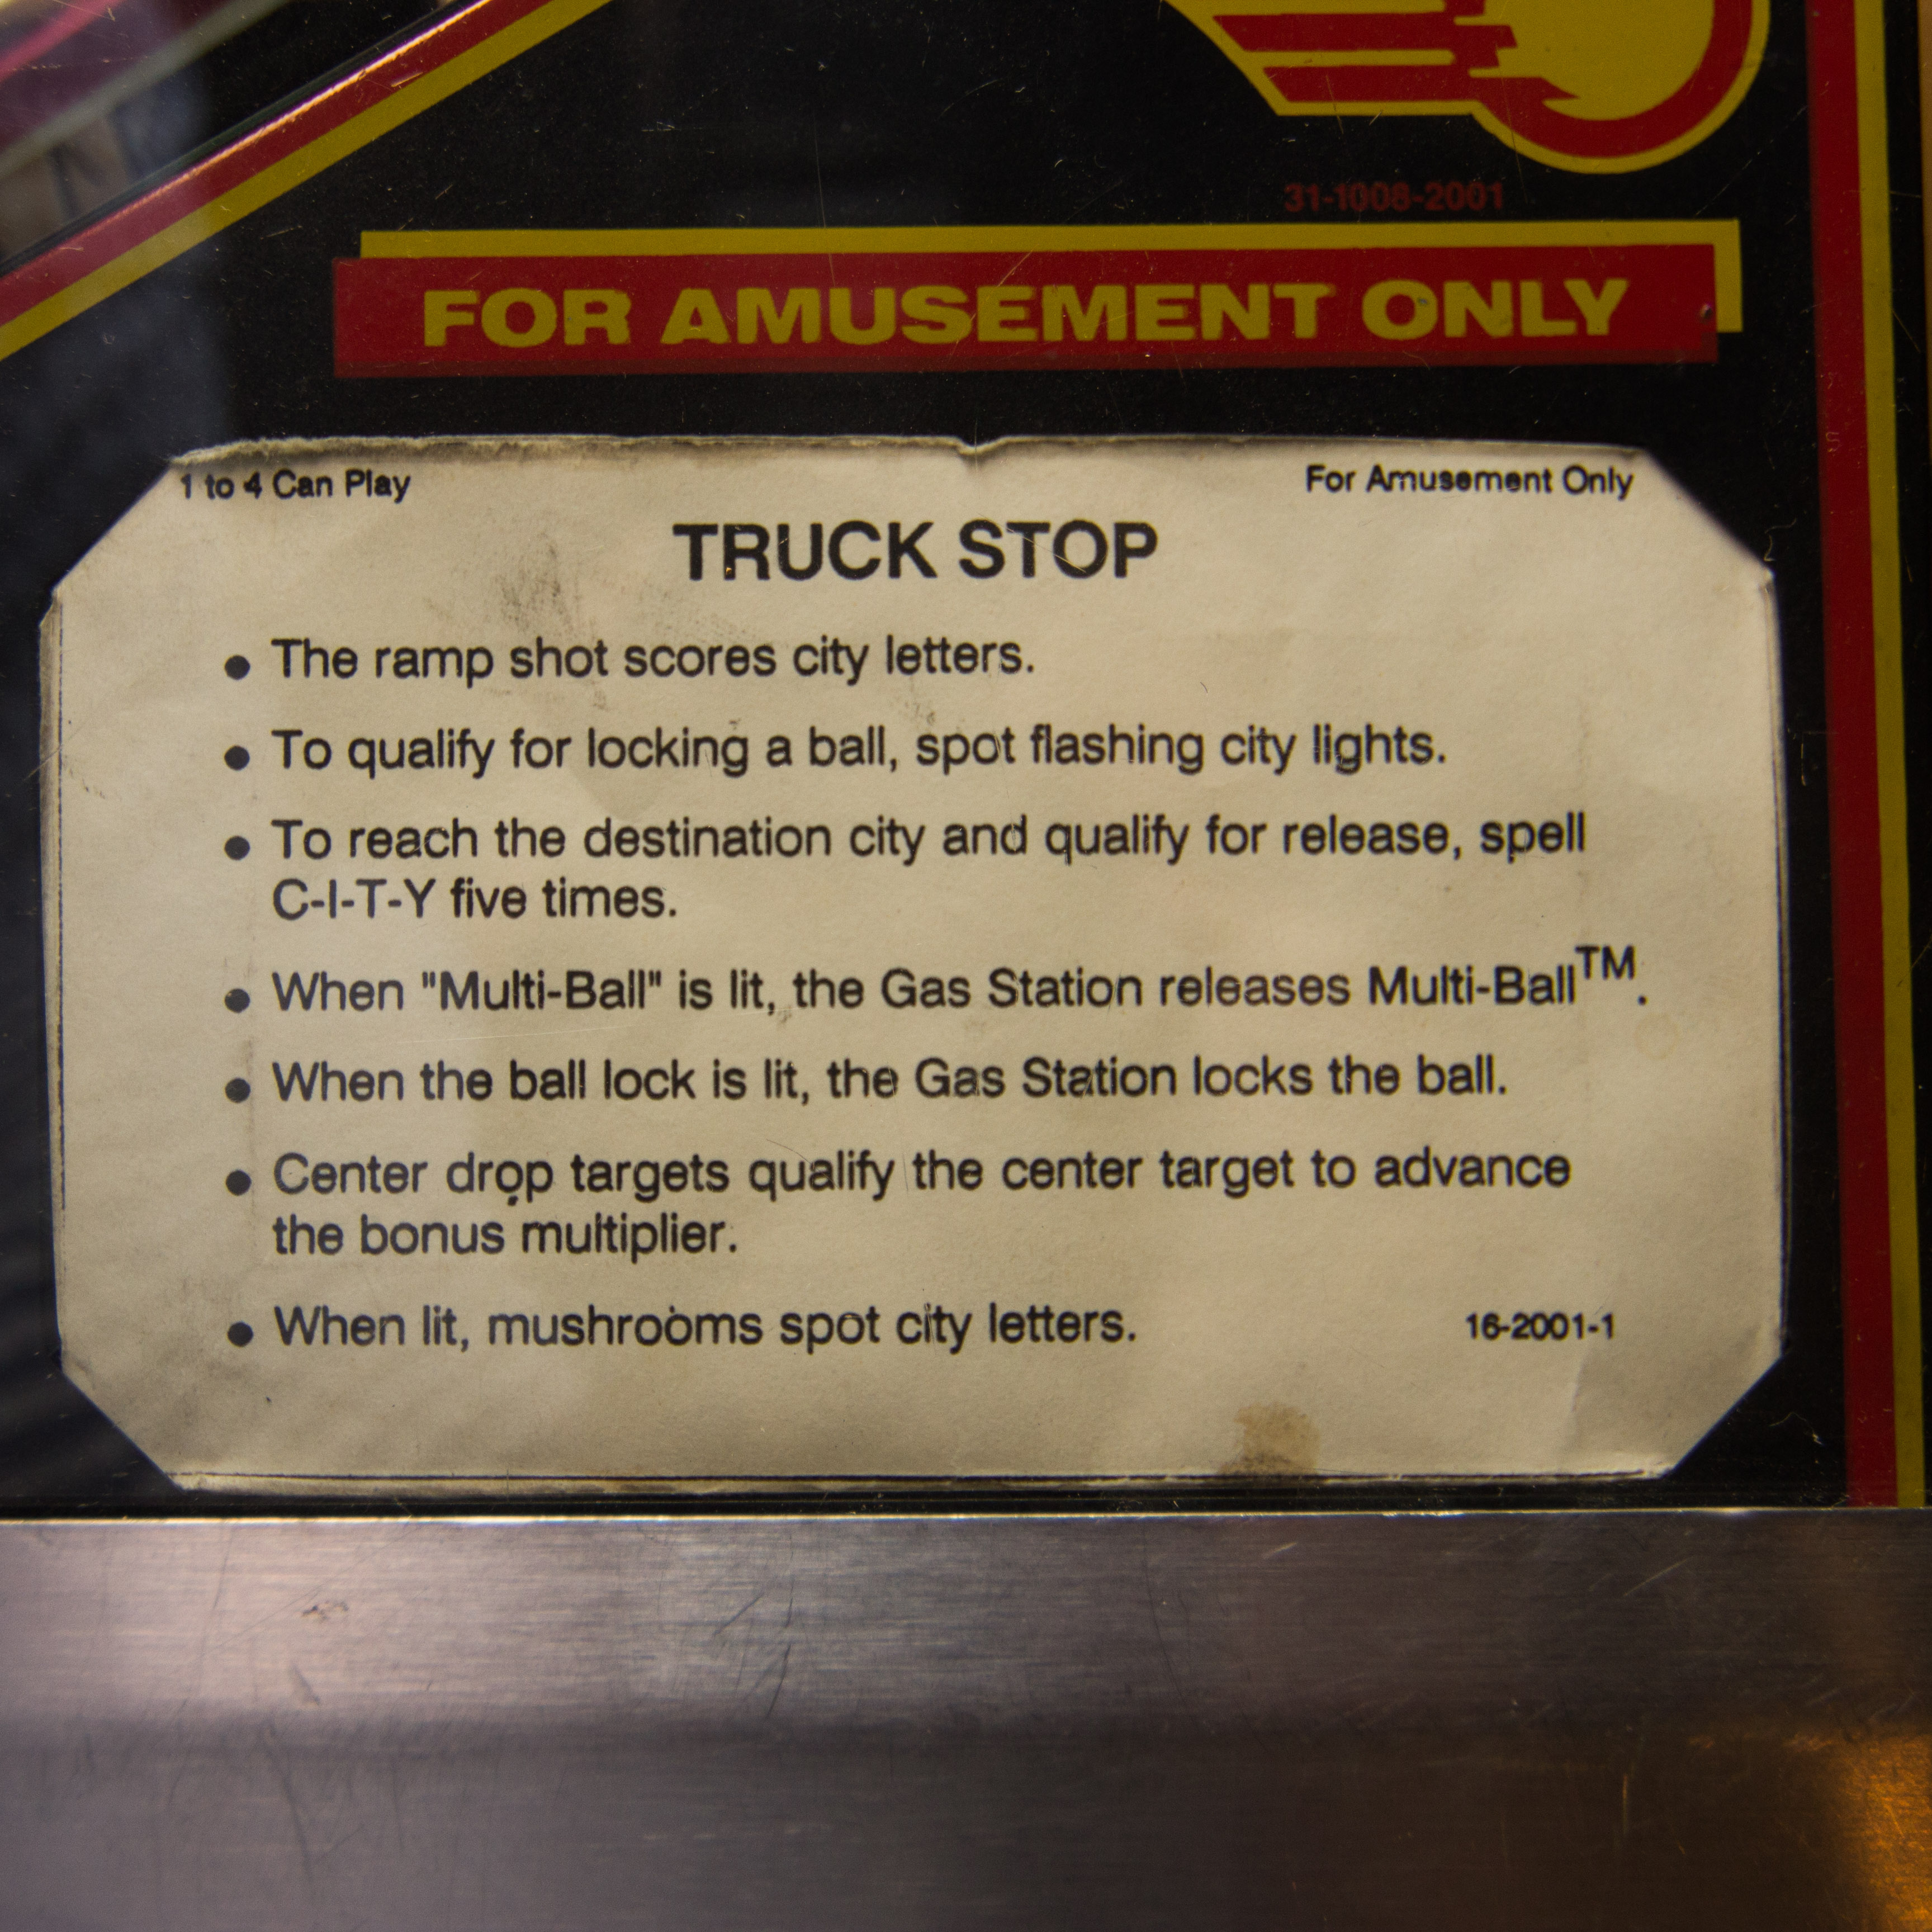 31-1008-2001
FOR AMUSEMENT ONLY
1 to 4 Can Play
For Amusement Only
TRUCK STOP
• The ramp shot scores city letters.
• To qualify for locking a ball, spot flashing city lights.
• To reach the destination city and qualify for release, spell
C-I-T-Y five times.
• When "Multi-Ball" is lit, the Gas Station releases Multi-Ball™.
• When the ball lock is lit, the Gas Station locks the ball.
• Center drop targets qualify the center target to advance
the bonus multiplier.
• When lit, mushrooms spot city letters.
16-2001-1